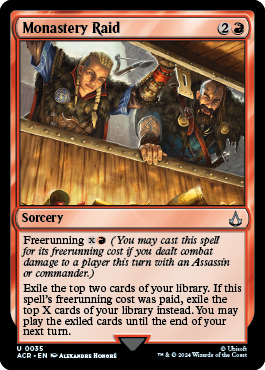 Monastery Raid 2R
Sorcery
Freerunning XR (You may cast this spell
for its freerunning cost if you dealt combat
damage to a player this turn with an Assassin
or commander.)
Exile the top two cards of your library. If this
spell's freerunning cost was paid, exile the
top X cards of your library instead. You may
play the exiled cards until the end of your
next turn.
U 0035
ACR • EN Alexandre Honoré
© Ubisoft
™ & © 2024 Wizards of the Coast